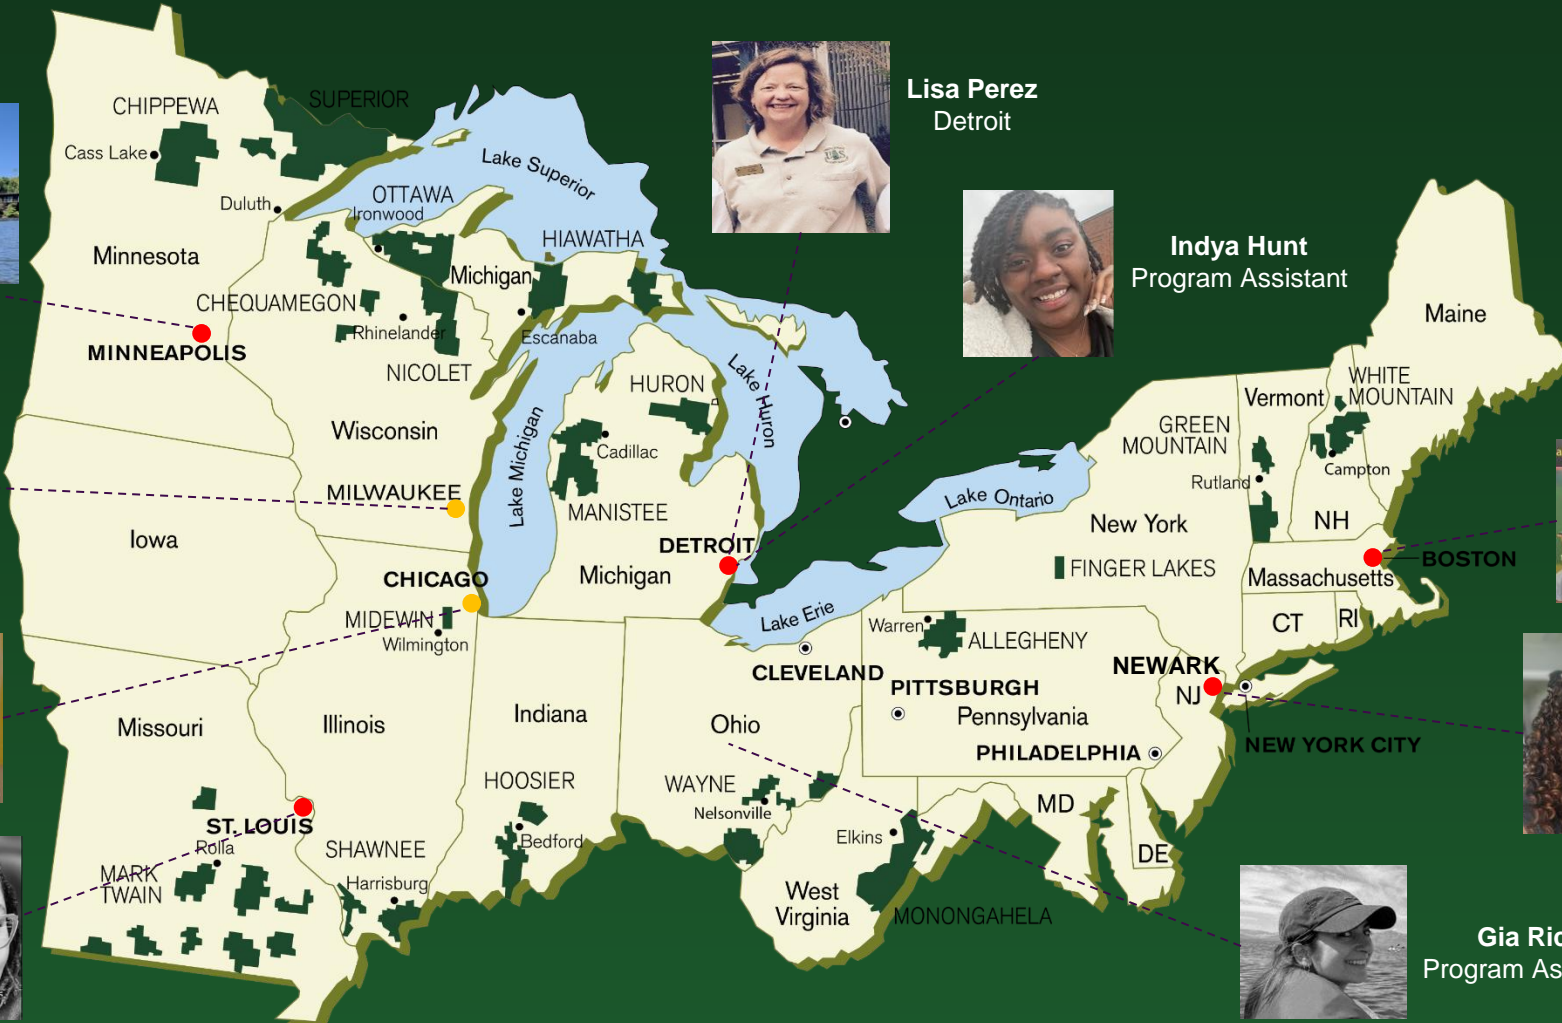 Lisa Perez
Detroit
Indya Hunt
Program Assistant
CHIPPEWA
SUPERIOR
Cass Lake
Duluth
OTTAWA
Ironwood
Lake Superior
HIAWATHA
Minnesota
Michigan
CHEQUAMEGON
Rhinelander
Escanaba
MINNEAPOLIS
NICOLET
HURON
Lake Huron
Lake Michigan
Wisconsin
Cadillac
MILWAUKEE
MANISTEE
Iowa
DETROIT
CHICAGO
Michigan
MIDEWIN
Wilmington
Maine
WHITE
MOUNTAIN
Vermont
GREEN
MOUNTAIN
Campton
Rutland
Lake Ontario
New York
NH
FINGER LAKES
BOSTON
Massachusetts
Lake Erie
CT
RI
Warren
ALLEGHENY
CLEVELAND
NEWARK
PITTSBURGH
NJ
Pennsylvania
PHILADELPHIA
NEW YORK CITY
Missouri
Illinois
Indiana
Ohio
HOOSIER
WAYNE
Nelsonville
MD
ST. LOUIS
Rolla
SHAWNEE
Bedford
Elkins
DE
MARK
TWAIN
Harrisburg
West
Virginia
MONONGAHELA
Gia
Program